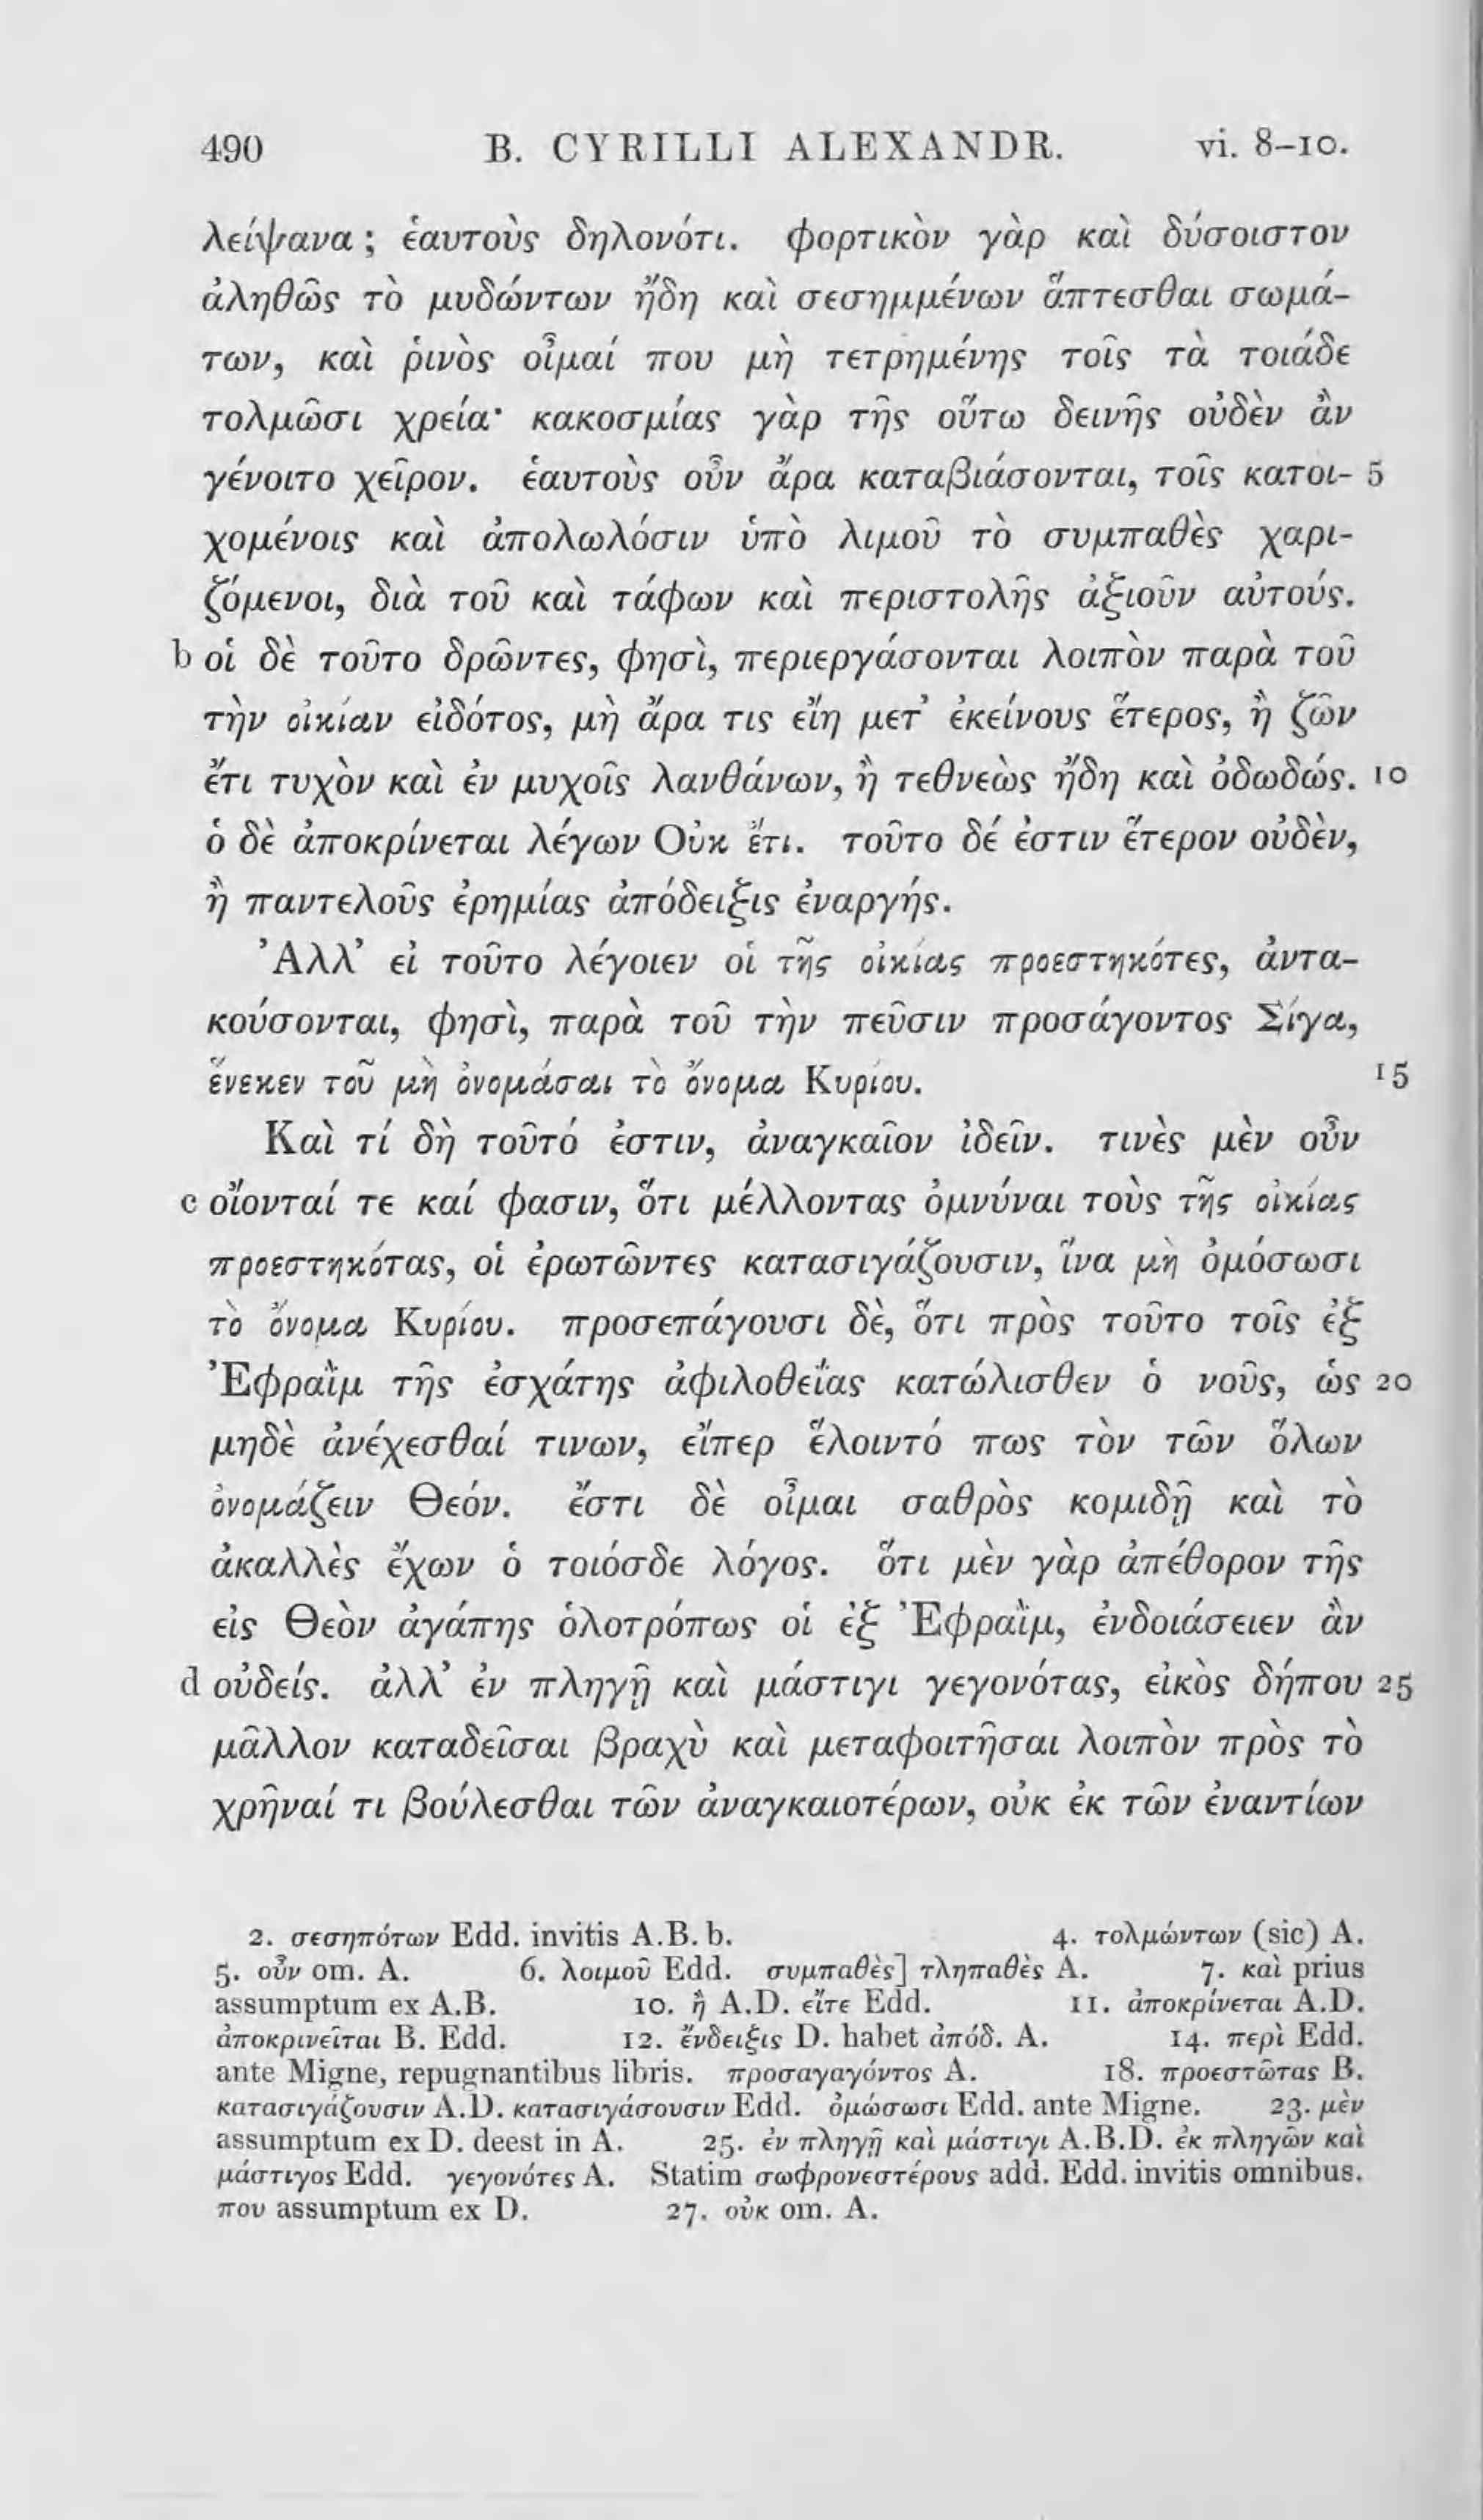 490 B. CYRILLI ALEXANDR. vi. 8-10.
λείψανα ; ἑαυτοὺς δηλονότι. φορτικὸν γὰρ καὶ δύσοιστον
ἀληθῶς τὸ μυδώντων ἤδη καὶ σεσημμένων ἅπτεσθαι σωμά-
των, καὶ ῥινὸς οἶμαί που μὴ τετρημένης τοῖς τὰ τοιάδε
τολμῶσι χρεία· κακοσμίας γὰρ τῆς οὕτω δεινῆς οὐδὲν ἂν
γένοιτο χεῖρον. ἑαυτοὺς οὖν ἄρα καταβιάσονται, τοῖς κατοι- 5
χομένοις καὶ ἀπολωλόσιν ὑπὸ λιμοῦ τὸ συμπαθὲς χαρι-
ζόμενοι, διὰ τοῦ καὶ τάφων καὶ περιστολῆς ἀξιοῦν αὐτούς.
b οἱ δὲ τοῦτο δρῶντες, φησὶ, περιεργάσονται λοιπὸν παρὰ τοῦ
τὴν οἰκίαν εἰδότος, μὴ ἄρα τις εἴη μετ' ἐκείνους ἕτερος, ἢ ζῶν
ἔτι τυχὸν καὶ ἐν μυχοῖς λανθάνων, ἢ τεθνεὼς ἤδη καὶ ὀδωδώς. 10
ὁ δὲ ἀποκρίνεται λέγων Οὐκ ἔτι. τοῦτο δέ ἐστιν ἕτερον οὐδὲν,
ἢ παντελοῦς ἐρημίας ἀπόδειξις ἐναργής.
Ἀλλ' εἰ τοῦτο λέγοιεν οἱ τῆς οἰκίας προεστηκότες, ἀντα-
κούσονται, φησὶ, παρὰ τοῦ τὴν πεῦσιν προσάγοντος Σίγα,
ἕνεκεν τοῦ μὴ ὀνομάσαι τὸ ὄνομα Κυρίου. 15
Καὶ τί δὴ τοῦτό ἐστιν, ἀναγκαῖον ἰδεῖν. τινὲς μὲν οὖν
c οἴονταί τε καί φασιν, ὅτι μέλλοντας ὀμνύναι τοὺς τῆς οἰκίας
προεστηκότας, οἱ ἐρωτῶντες κατασιγάζουσιν, ἵνα μὴ ὀμόσωσι
τὸ ὄνομα Κυρίου. προσεπάγουσι δὲ, ὅτι πρὸς τοῦτο τοῖς ἐξ
Ἐφραῒμ τῆς ἐσχάτης ἀφιλοθεΐας κατώλισθεν ὁ νοῦς, ὡς 20
μηδὲ ἀνέχεσθαί τινων, εἴπερ ἕλοιντό πως τὸν τῶν ὅλων
ὀνομάζειν Θεόν. ἔστι δὲ οἶμαι σαθρὸς κομιδῇ καὶ τὸ
ἀκαλλὲς ἔχων ὁ τοιόσδε λόγος. ὅτι μὲν γὰρ ἀπέθορον τῆς
εἰς Θεὸν ἀγάπης ὁλοτρόπως οἱ ἐξ Ἐφραῒμ, ἐνδοιάσειεν ἂν
d οὐδείς. ἀλλ' ἐν πληγῇ καὶ μάστιγι γεγονότας, εἰκὸς δήπου 25
μᾶλλον καταδεῖσαι βραχὺ καὶ μεταφοιτῆσαι λοιπὸν πρὸς τὸ
χρῆναί τι βούλεσθαι τῶν ἀναγκαιοτέρων, οὐκ ἐκ τῶν ἐναντίων
2. σεσηπότων Edd. invitis A.B. b. 4. τολμώντων (sic) A.
5. οὖν om. A. 6. λοιμοῦ Edd. συμπαθὲς] τληπαθὲς A. 7. καὶ prius
assumptum ex A.B. 10. ἢ A.D. εἴτε Edd. 11. ἀποκρίνεται A.D.
ἀποκρινεῖται B. Edd. 12. ἔνδειξις D. habet ἀπόδ. A. 14. περὶ Edd.
ante Migne, repugnantibus libris. προσαγαγόντος A. 18. προεστῶτας B.
κατασιγάζουσιν A.D. κατασιγάσουσιν Edd. ὀμώσωσι Edd. ante Migne. 23. μὲν
assumptum ex D. deest in A. 25. ἐν πληγῇ καὶ μάστιγι A.B.D. ἐκ πληγῶν καὶ
μάστιγος Edd. γεγονότες A. Statim σωφρονεστέρους add. Edd. invitis omnibus.
που assumptum ex D. 27. οὐκ om. A.